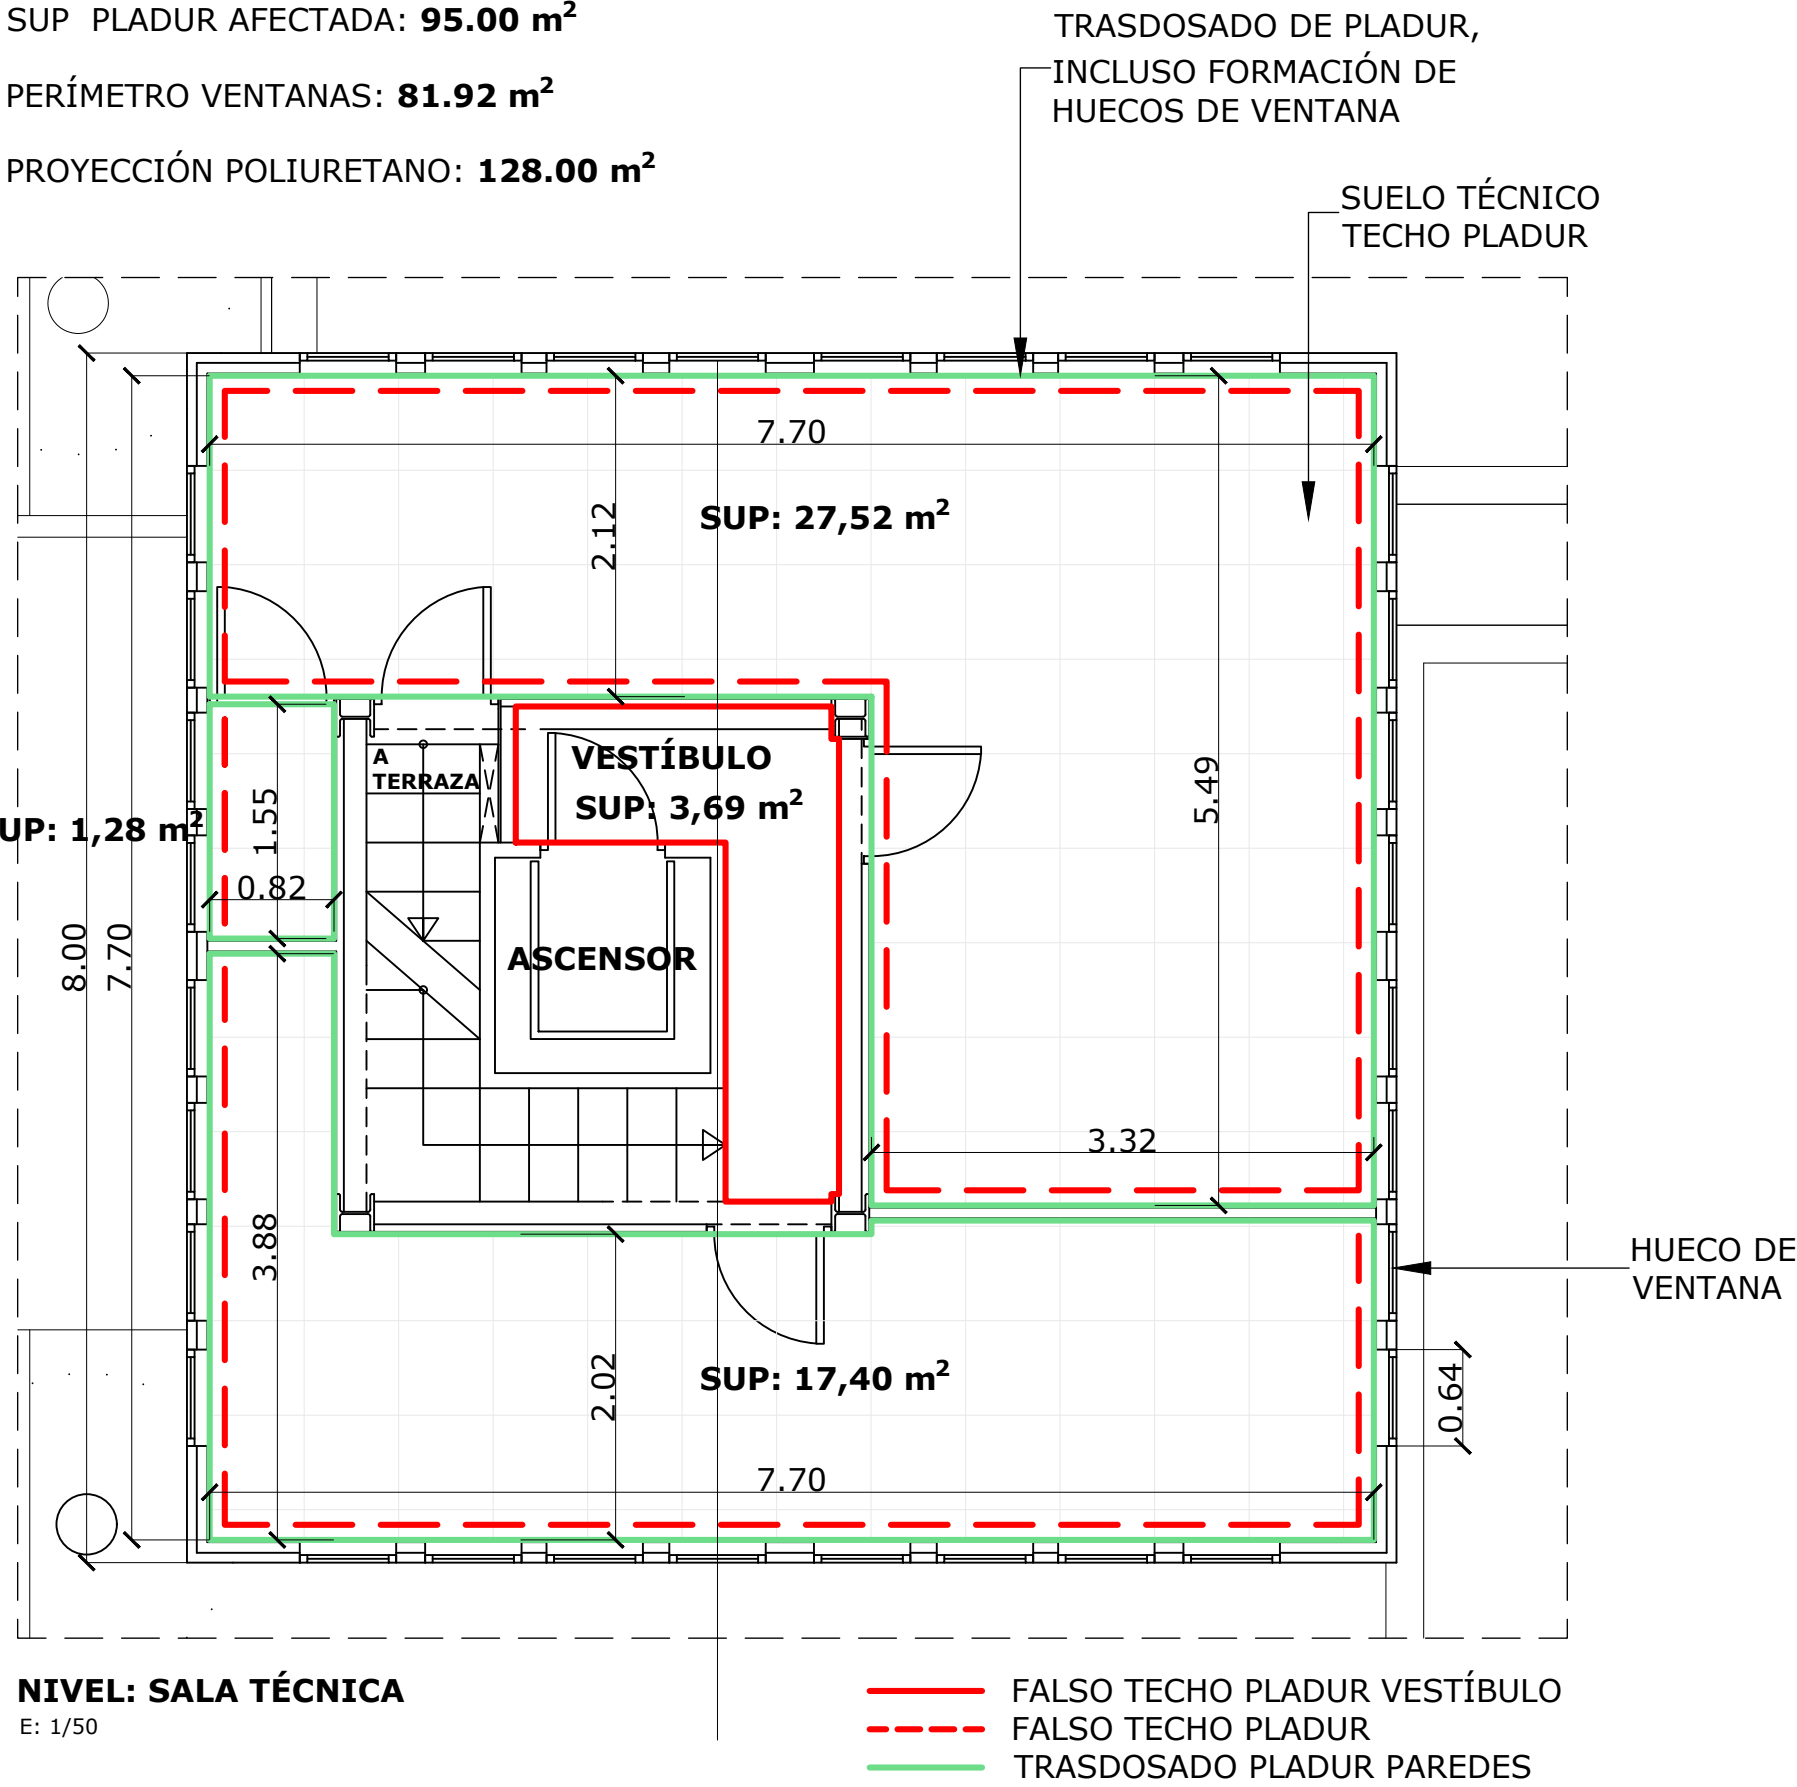 SUP PLADUR AFECTADA: 95.00 m²
PERÍMETRO VENTANAS: 81.92 m²
PROYECCIÓN POLIURETANO: 128.00 m²
TRASDOSADO DE PLADUR,
INCLUSO FORMACIÓN DE
HUECOS DE VENTANA
SUELO TÉCNICO
TECHO PLADUR
7.70
2.12
SUP: 27,52 m²
A
TERRAZA
VESTÍBULO
SUP: 3,69 m²
5.49
1.55
UP: 1,28 m²
0.82
8.00
7.70
ASCENSOR
3.32
3.88
HUECO DE
VENTANA
2.02
SUP: 17,40 m²
0.64
7.70
NIVEL: SALA TÉCNICA
E: 1/50
FALSO TECHO PLADUR VESTÍBULO
FALSO TECHO PLADUR
TRASDOSADO PLADUR PAREDES